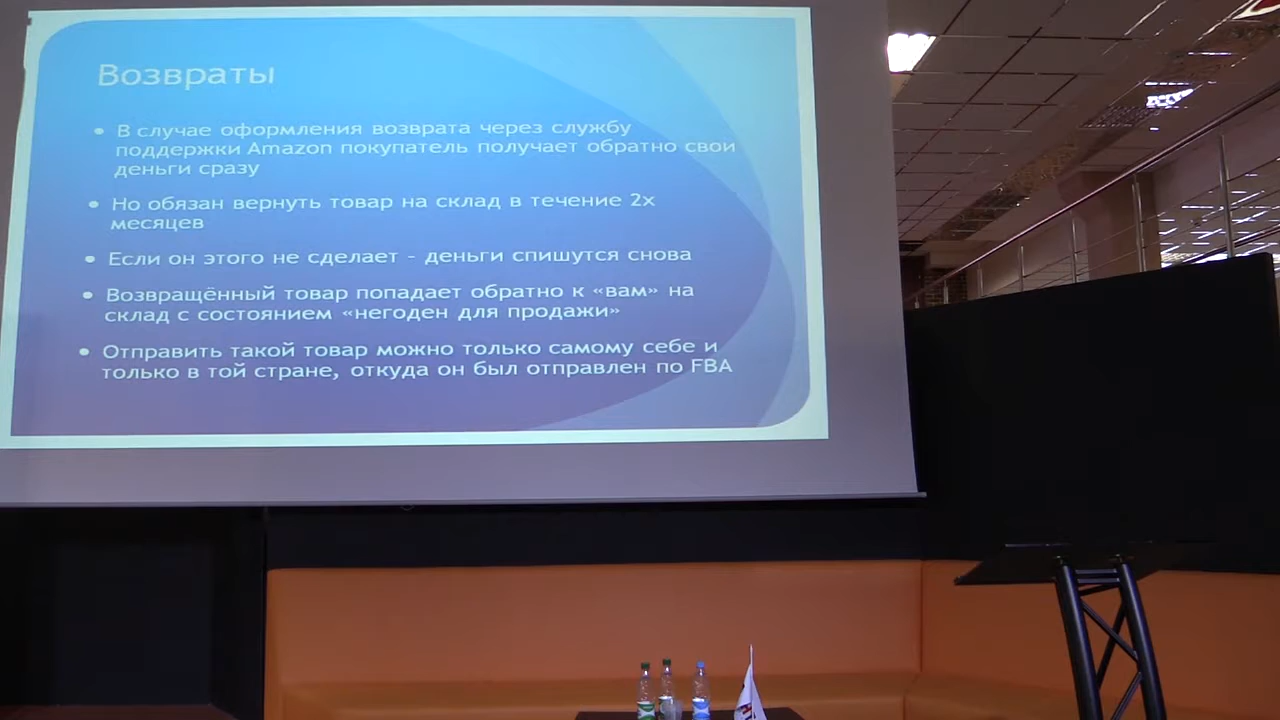 Возвраты
• В случае оформления возврата через службу
поддержки Amazon покупатель получает обратно свои
деньги сразу
• Но обязан вернуть товар на склад в течение 2х
месяцев
• Если он этого не сделает – деньги спишутся снова
• Возвращённый товар попадает обратно к «вам» на
склад с состоянием «негоден для продажи»
• Отправить такой товар можно только самому себе и
только в той стране, откуда он был отправлен по FBA